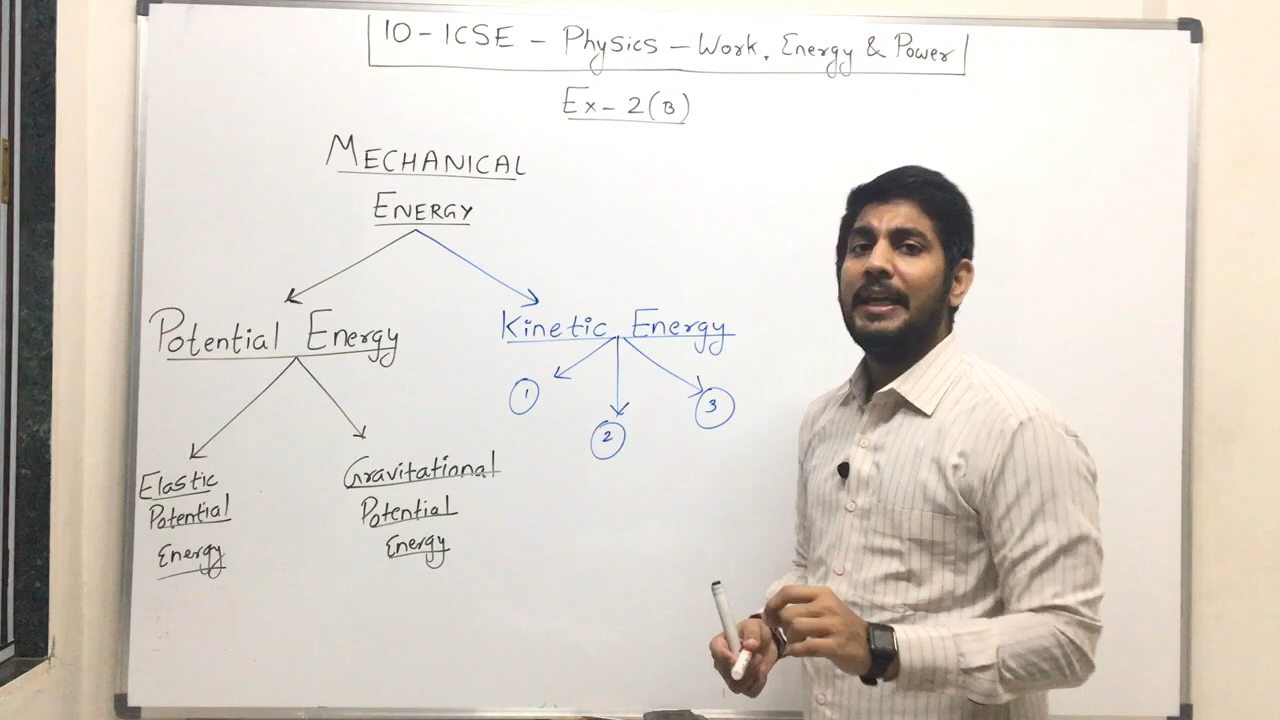 10 - ICSE - Physics - Work, Energy & Power
Ex - 2(B)
MECHANICAL
ENERGY
Potential Energy
Kinetic Energy
1
2
3
Elastic
Potential
Energy
Gravitational
Potential
Energy